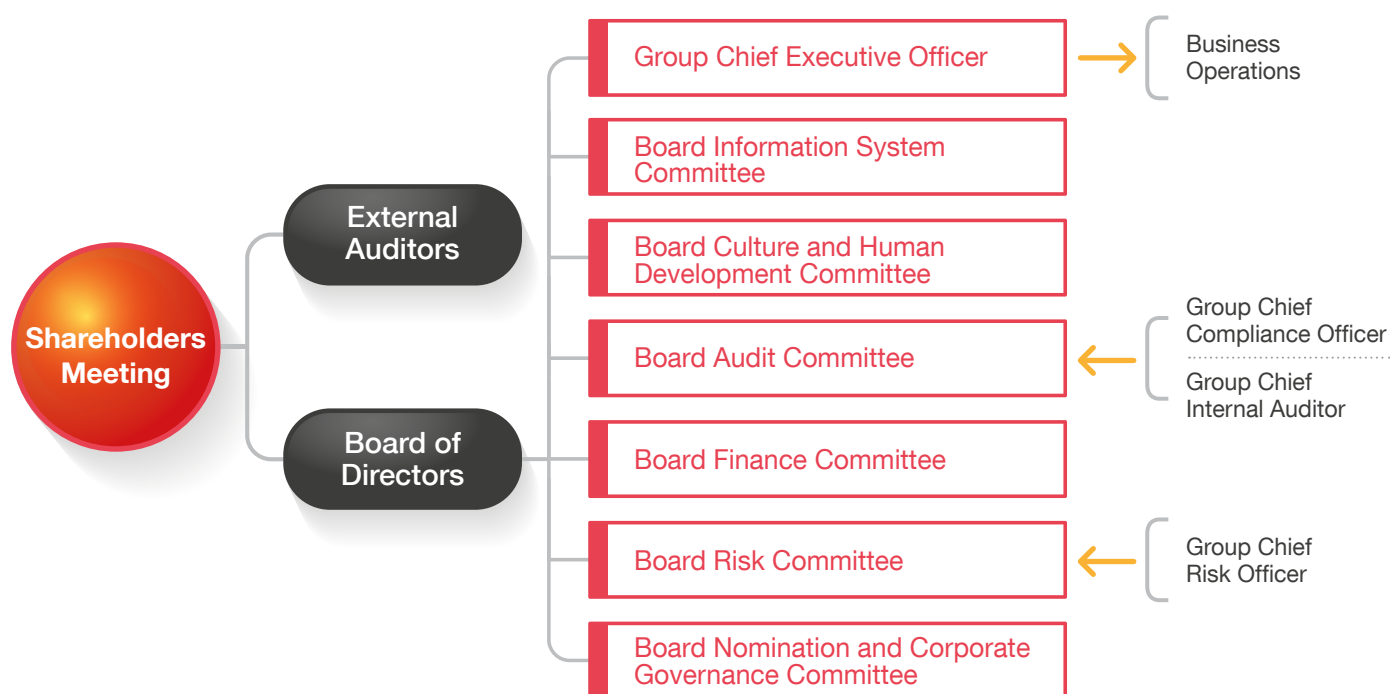 Shareholders
Meeting
External
Auditors
Board of
Directors
Group Chief Executive Officer
Business
Operations
Board Information System
Committee
Board Culture and Human
Development Committee
Board Audit Committee
Group Chief
Compliance Officer
Group Chief
Internal Auditor
Board Finance Committee
Board Risk Committee
Group Chief
Risk Officer
Board Nomination and Corporate
Governance Committee